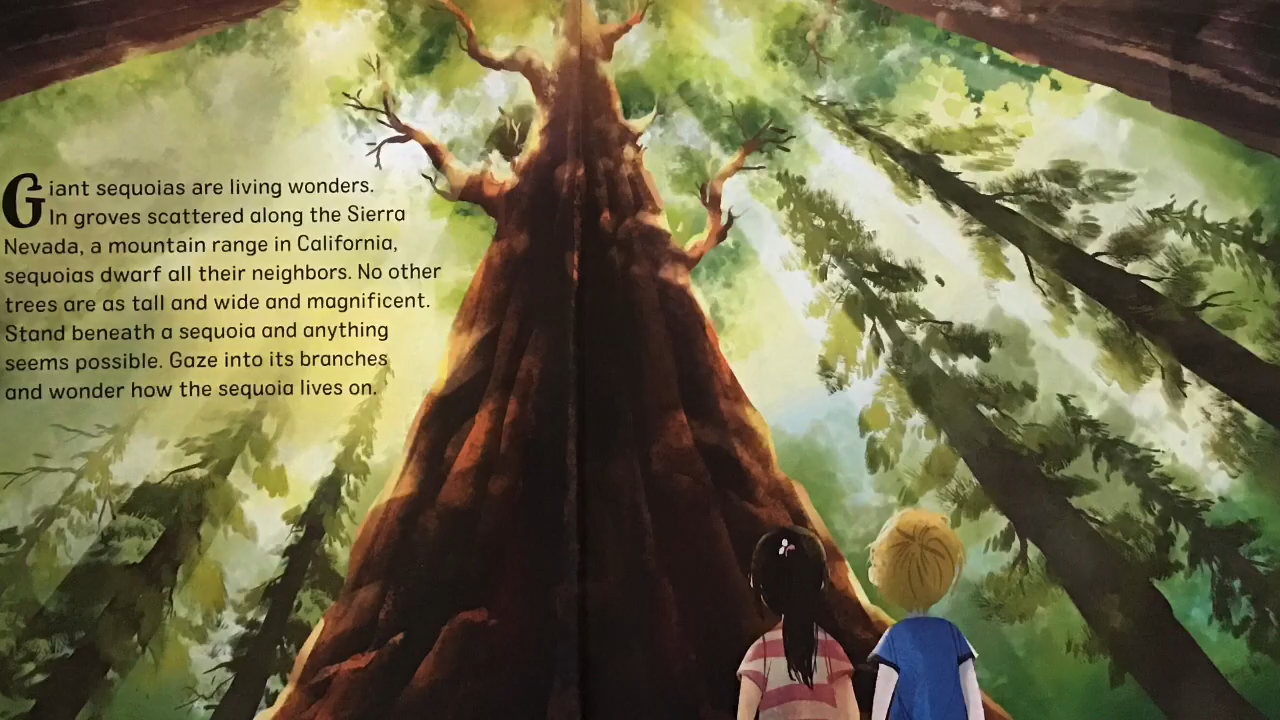 Giant sequoias are living wonders.
In groves scattered along the Sierra
Nevada, a mountain range in California,
sequoias dwarf all their neighbors. No other
trees are as tall and wide and magnificent.
Stand beneath a sequoia and anything
seems possible. Gaze into its branches
and wonder how the sequoia lives on.